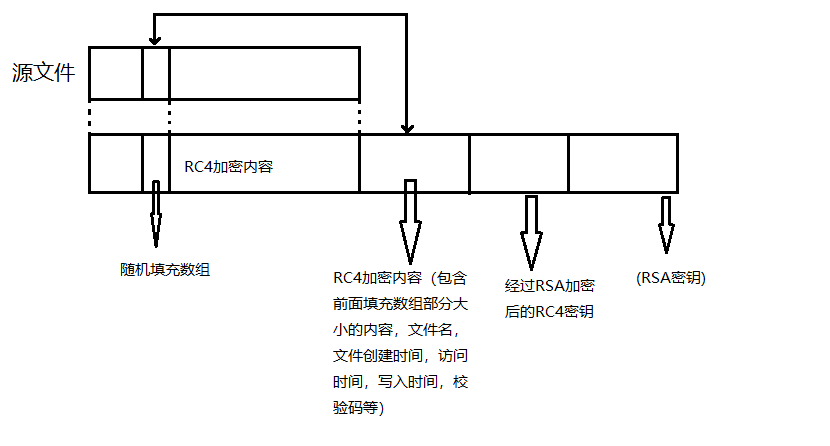 源文件
RC4加密内容
随机填充数组
RC4加密内容（包含
前面填充数组部分大
小的内容，文件名，
文件创建时间，访问
时间，写入时间，校
验码等）
经过RSA加密
后的RC4密钥
(RSA密钥)